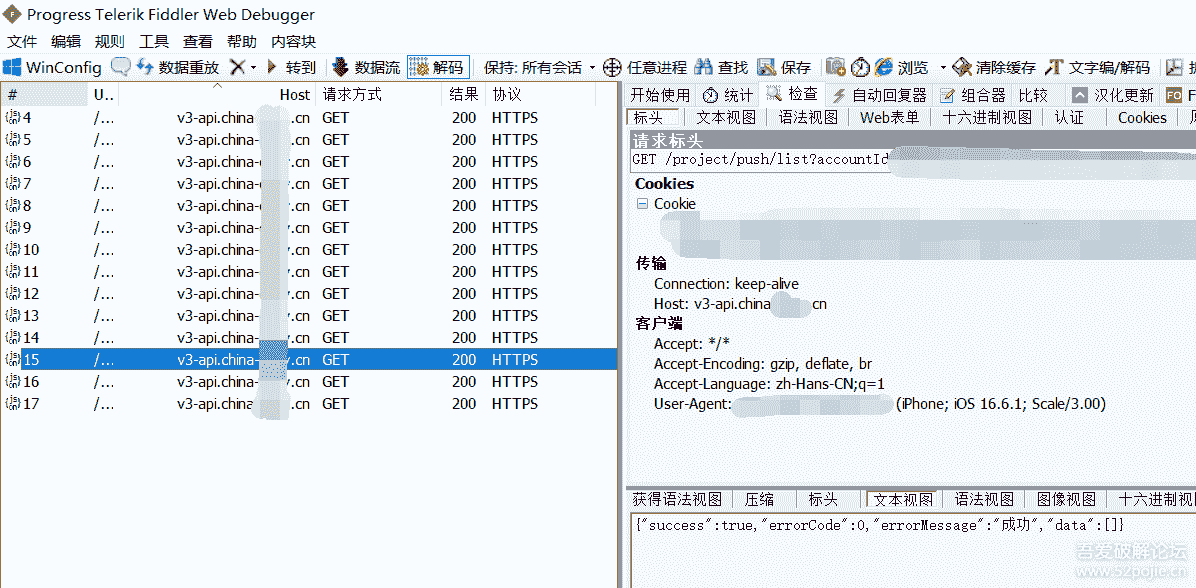 Progress Telerik Fiddler Web Debugger
文件 编辑 规则 工具 查看 帮助 内容块
WinConfig 数据重放 转到 数据流 解码 保持: 所有会话 任意进程 查找 保存 浏览 清除缓存 文字编/解码
# U.. Host 请求方式 结果 协议
4 /... v3-api.china- .cn GET 200 HTTPS
5 /... v3-api.china- .cn GET 200 HTTPS
6 /... v3-api.china- .cn GET 200 HTTPS
7 /... v3-api.china- .cn GET 200 HTTPS
8 /... v3-api.china- .cn GET 200 HTTPS
9 /... v3-api.china- .cn GET 200 HTTPS
10 /... v3-api.china- .cn GET 200 HTTPS
11 /... v3-api.china- .cn GET 200 HTTPS
12 /... v3-api.china- .cn GET 200 HTTPS
13 /... v3-api.china- .cn GET 200 HTTPS
14 /... v3-api.china- .cn GET 200 HTTPS
15 /... v3-api.china- .cn GET 200 HTTPS
16 /... v3-api.china- .cn GET 200 HTTPS
17 /... v3-api.china .cn GET 200 HTTPS
开始使用 统计 检查 自动回复器 组合器 比较 汉化更新 FO
标头 文本视图 语法视图 Web表单 十六进制视图 认证 Cookies
请求标头
GET /project/push/list?accountId
Cookies
Cookie
传输
Connection: keep-alive
Host: v3-api.china cn
客户端
Accept: */*
Accept-Encoding: gzip, deflate, br
Accept-Language: zh-Hans-CN;q=1
User-Agent: (iPhone; iOS 16.6.1; Scale/3.00)
获得语法视图 压缩 标头 文本视图 语法视图 图像视图 十六进制视
{"success":true,"errorCode":0,"errorMessage":"成功","data":[]}
吾爱破解论坛
www.52pojie.cn